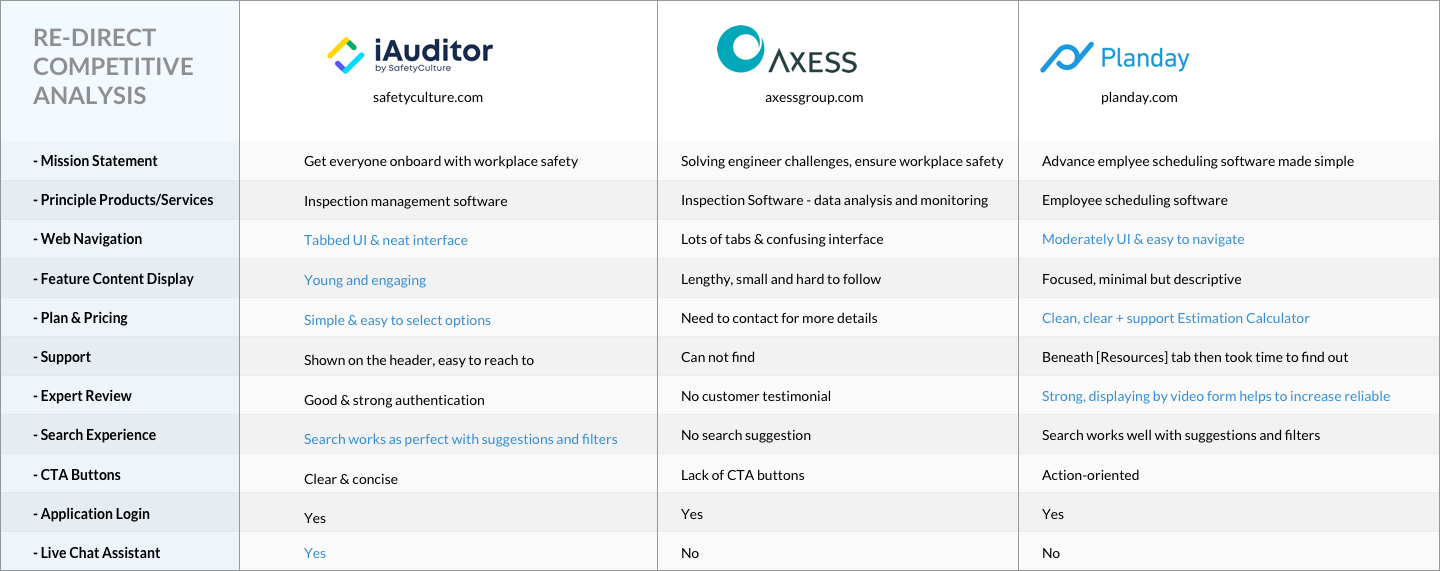 RE-DIRECT
COMPETITIVE
ANALYSIS
iAuditor
by SafetyCulture
safetyculture.com
AXESS
axessgroup.com
Planday
planday.com
- Mission Statement Get everyone onboard with workplace safety Solving engineer challenges, ensure workplace safety Advance emplyee scheduling software made simple
- Principle Products/Services Inspection management software Inspection Software - data analysis and monitoring Employee scheduling software
- Web Navigation Tabbed UI & neat interface Lots of tabs & confusing interface Moderately UI & easy to navigate
- Feature Content Display Young and engaging Lengthy, small and hard to follow Focused, minimal but descriptive
- Plan & Pricing Simple & easy to select options Need to contact for more details Clean, clear + support Estimation Calculator
- Support Shown on the header, easy to reach to Can not find Beneath [Resources] tab then took time to find out
- Expert Review Good & strong authentication No customer testimonial Strong, displaying by video form helps to increase reliable
- Search Experience Search works as perfect with suggestions and filters No search suggestion Search works well with suggestions and filters
- CTA Buttons Clear & concise Lack of CTA buttons Action-oriented
- Application Login Yes Yes Yes
- Live Chat Assistant Yes No No